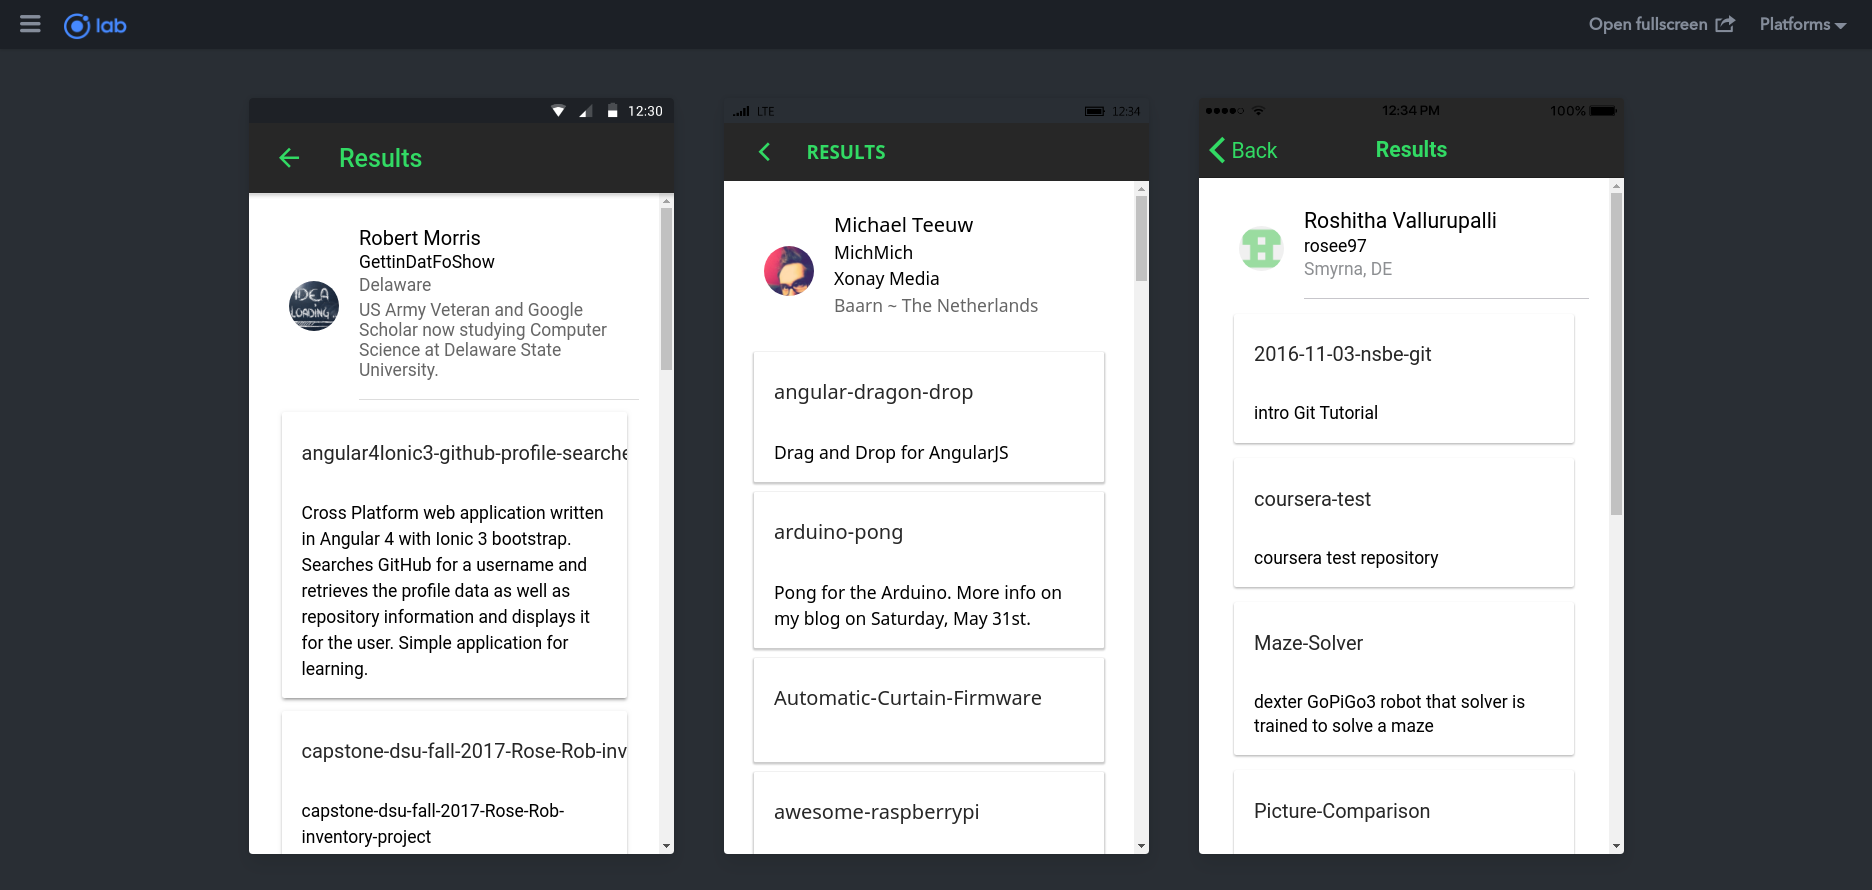 lab
Open fullscreen
Platforms
12:30
Results
Robert Morris
GettinDatFoShow
Delaware
US Army Veteran and Google
Scholar now studying Computer
Science at Delaware State
University.
IDEA
LOADING..
angular4Ionic3-github-profile-searche
Cross Platform web application written
in Angular 4 with Ionic 3 bootstrap.
Searches GitHub for a username and
retrieves the profile data as well as
repository information and displays it
for the user. Simple application for
learning.
capstone-dsu-fall-2017-Rose-Rob-inv
capstone-dsu-fall-2017-Rose-Rob-
inventory-project
LTE
12:34
RESULTS
Michael Teeuw
MichMich
Xonay Media
Baarn ~ The Netherlands
angular-dragon-drop
Drag and Drop for AngularJS
arduino-pong
Pong for the Arduino. More info on
my blog on Saturday, May 31st.
Automatic-Curtain-Firmware
awesome-raspberrypi
12:34 PM
100%
Back
Results
Roshitha Vallurupalli
rosee97
Smyrna, DE
2016-11-03-nsbe-git
intro Git Tutorial
coursera-test
coursera test repository
Maze-Solver
dexter GoPiGo3 robot that solver is
trained to solve a maze
Picture-Comparison